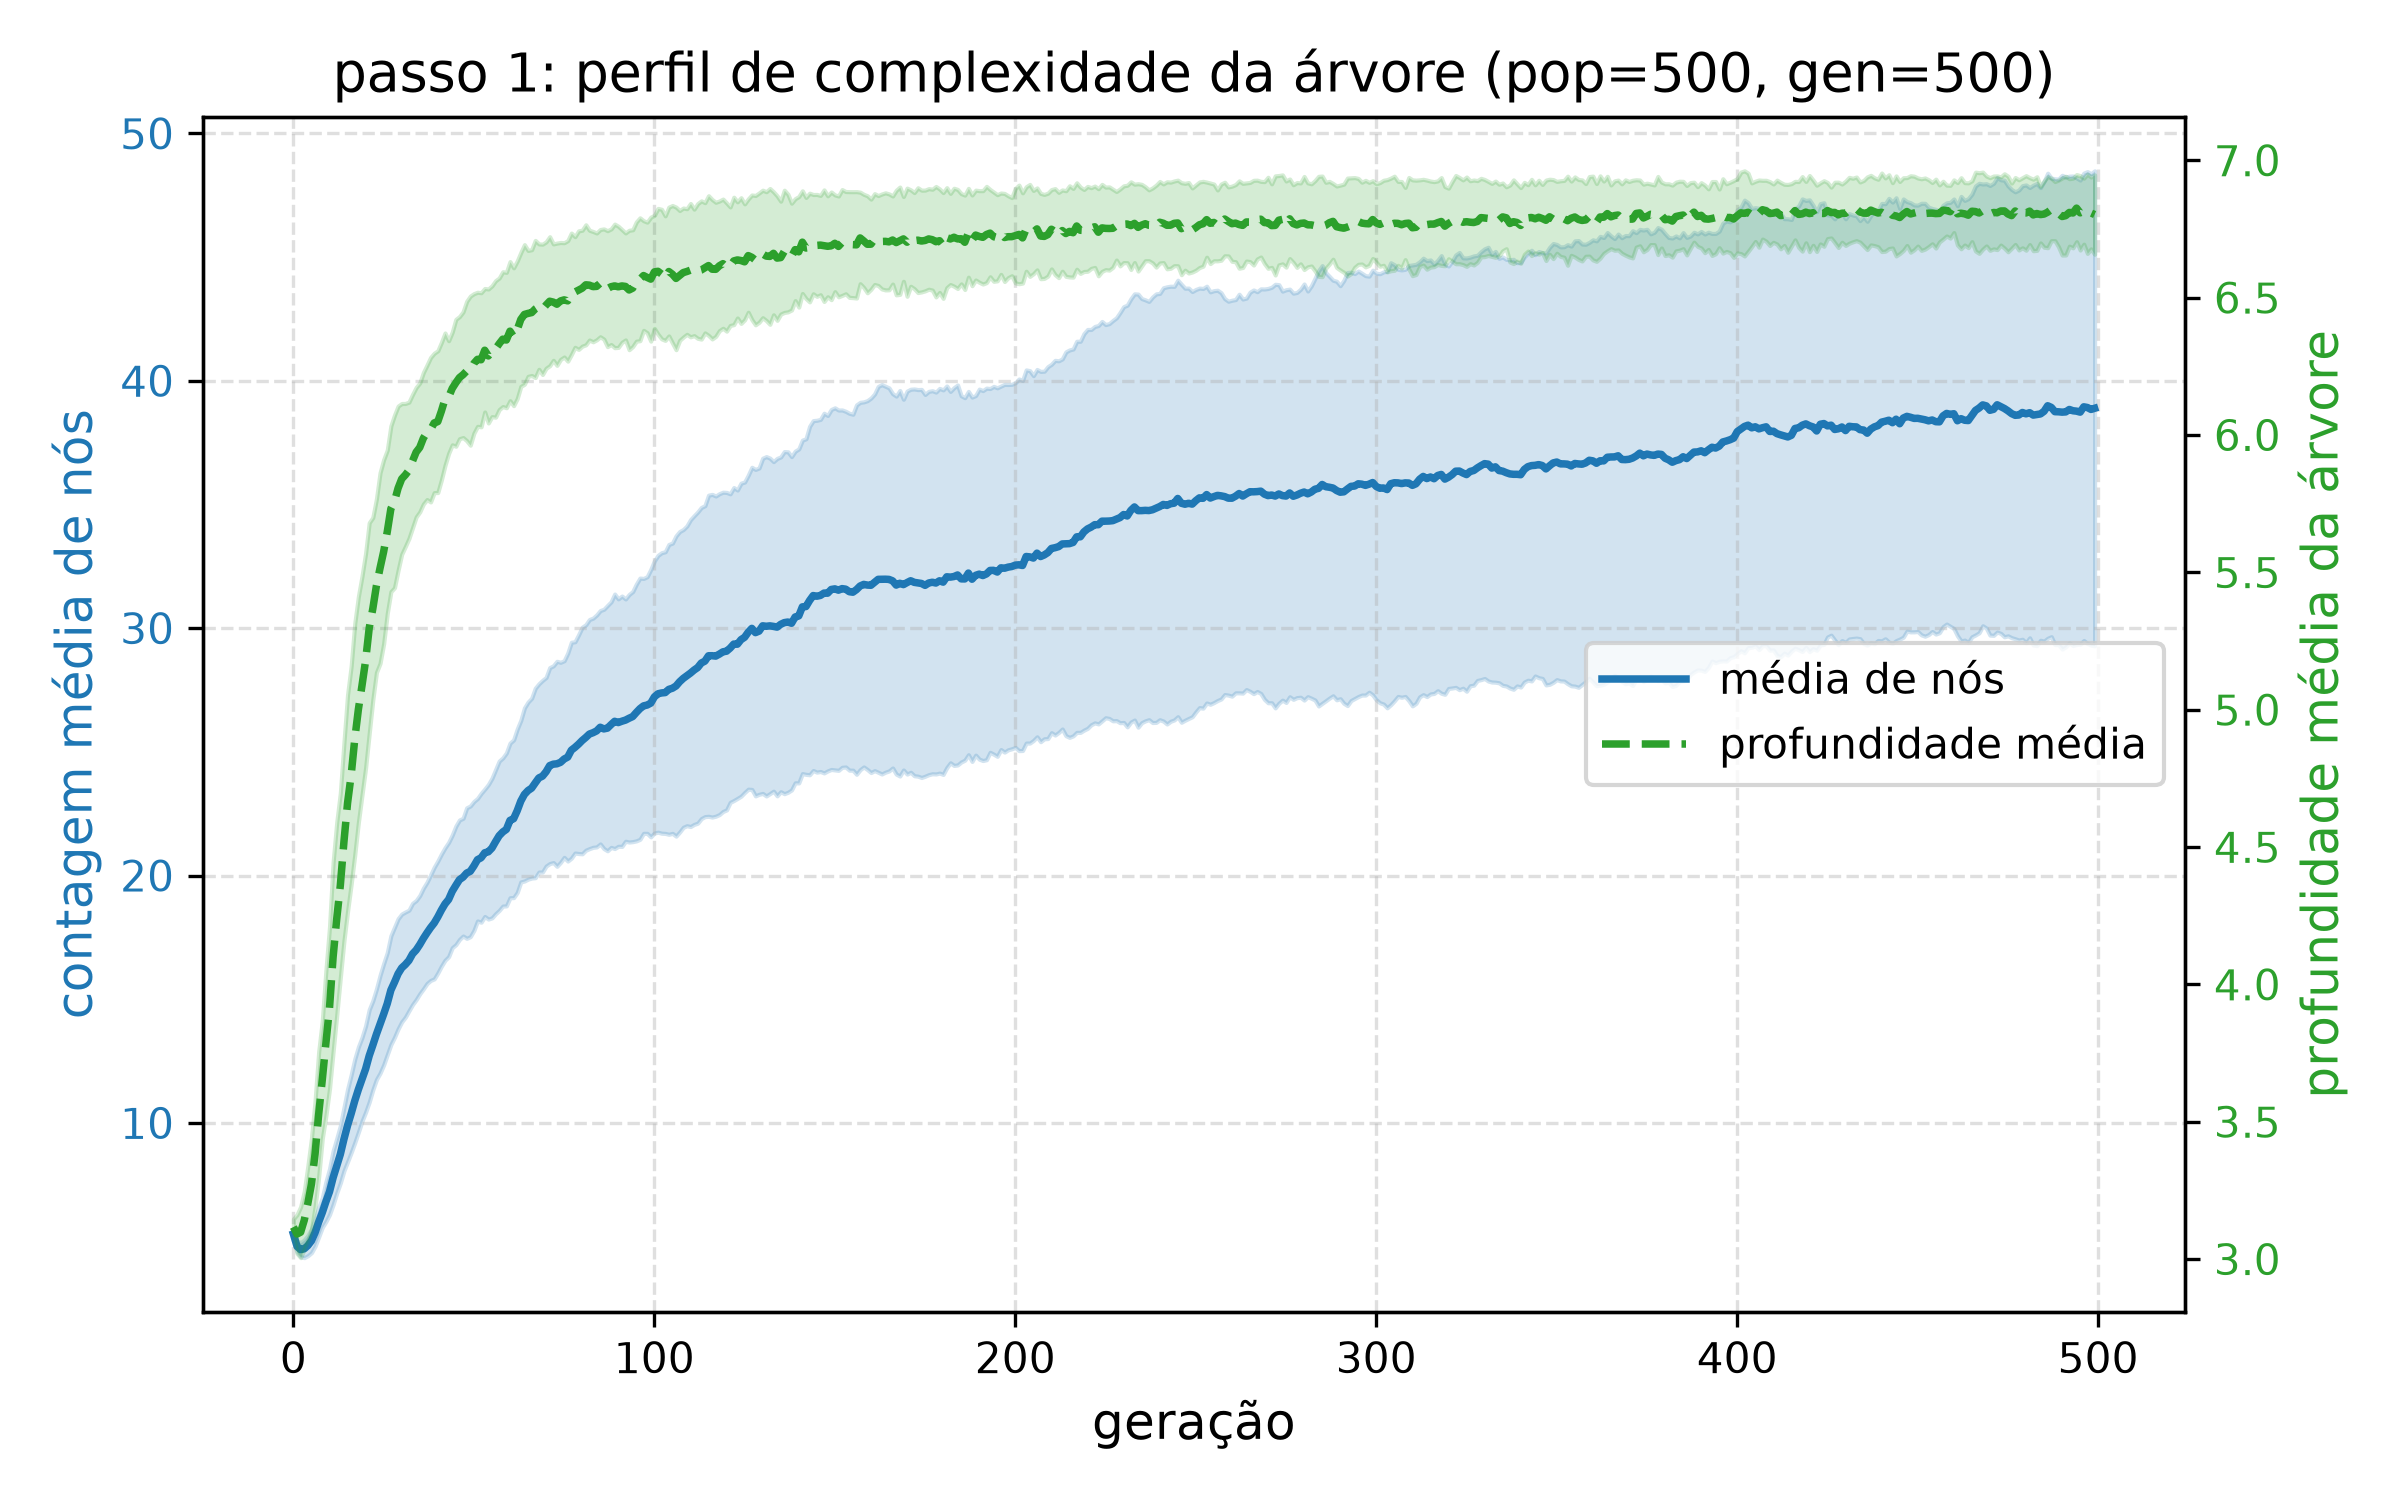 passo 1: perfil de complexidade da árvore (pop=500, gen=500)
contagem média de nós
50
40
30
20
10
7.0
6.5
6.0
5.5
5.0
4.5
4.0
3.5
3.0
profundidade média da árvore
média de nós
profundidade média
0 100 200 300 400 500
geração